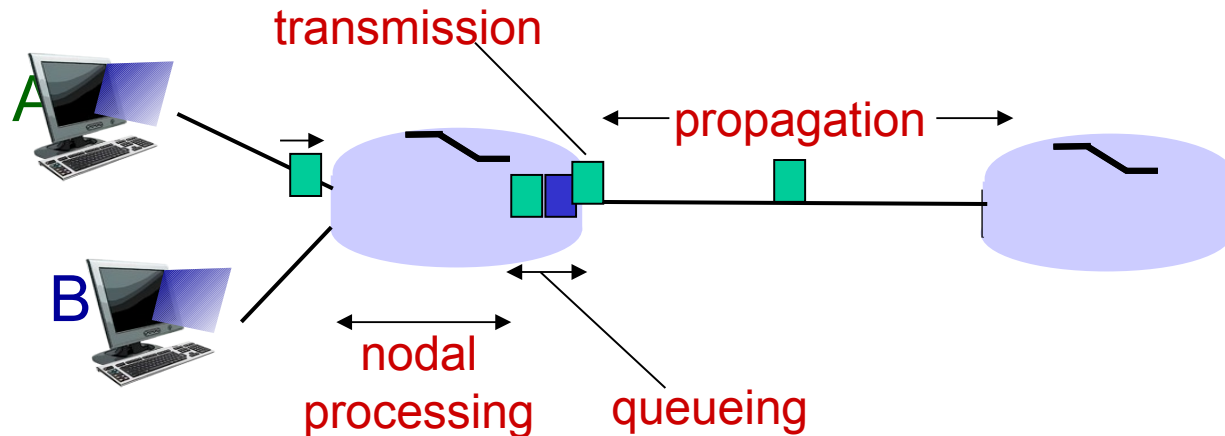 transmission
A
propagation
B
nodal
processing
queueing